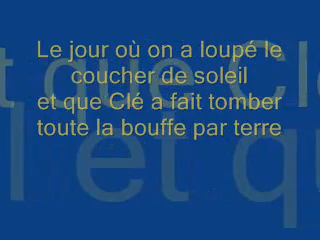 Le jour où on a loupé le
coucher de soleil
et que Clé a fait tomber
toute la bouffe par terre